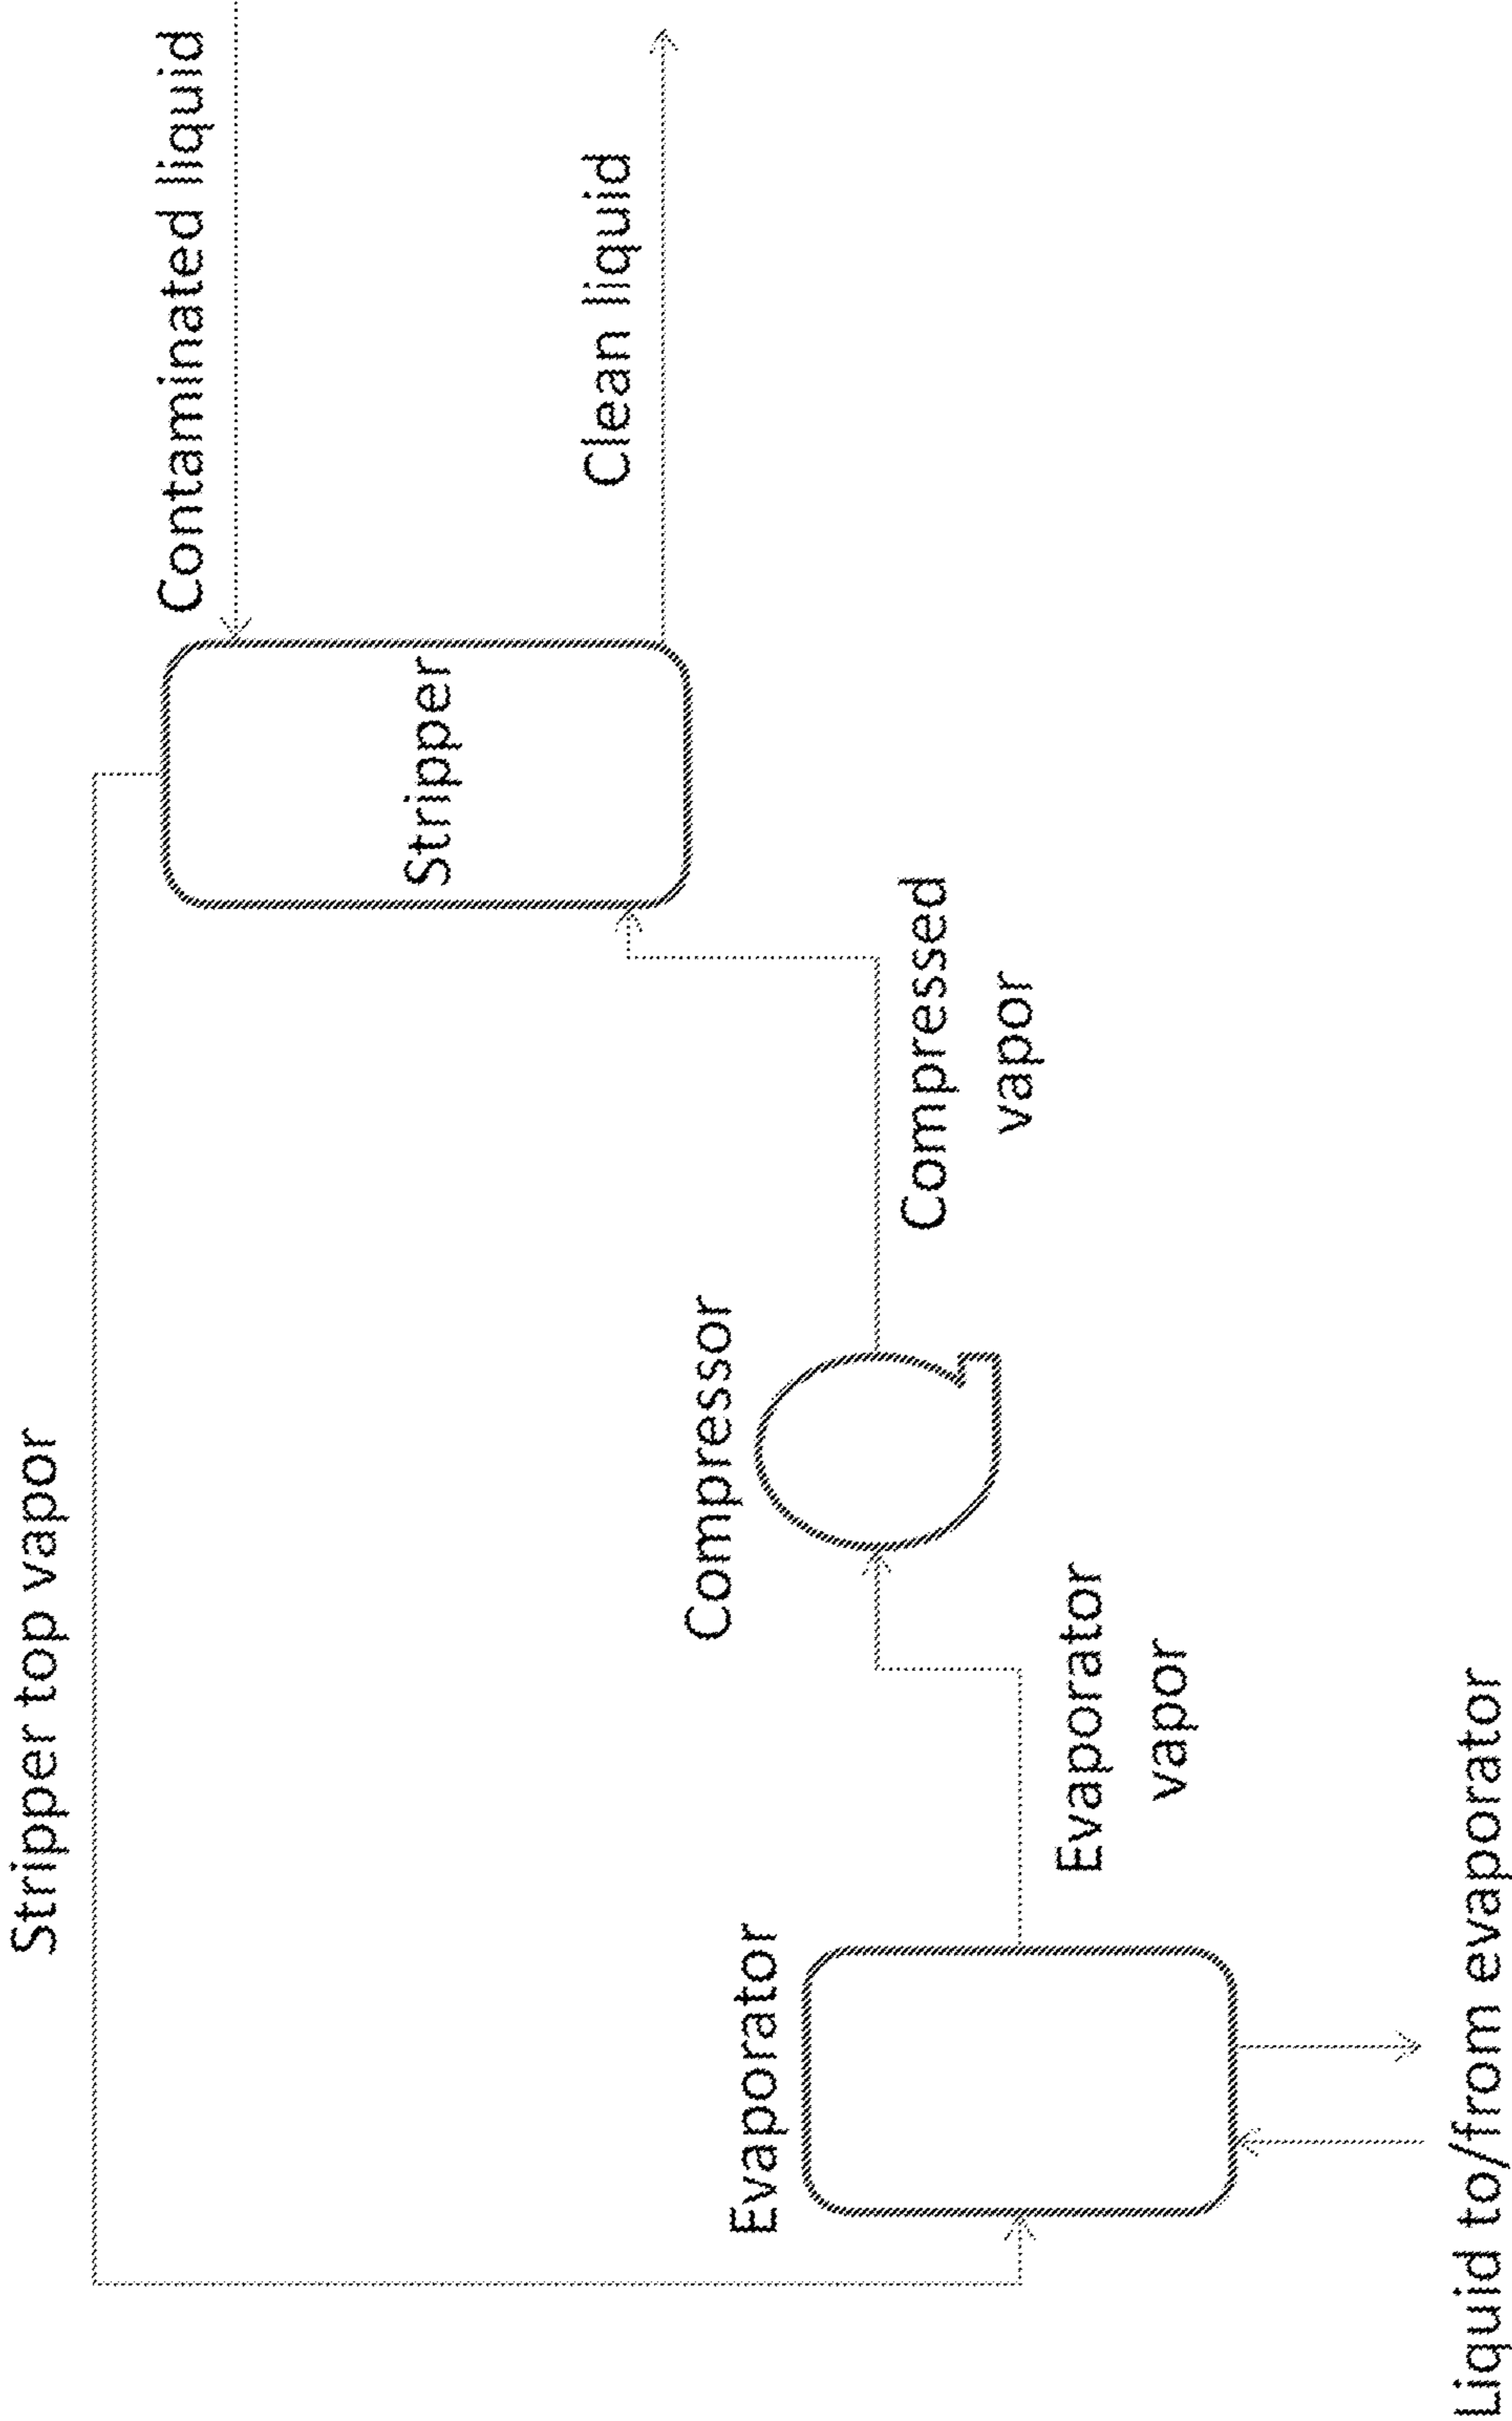 Stripper top vapor
Contaminated liquid
Stripper
Clean liquid
Compressor
Compressed
vapor
Evaporator
Evaporator
vapor
Liquid to/from evaporator